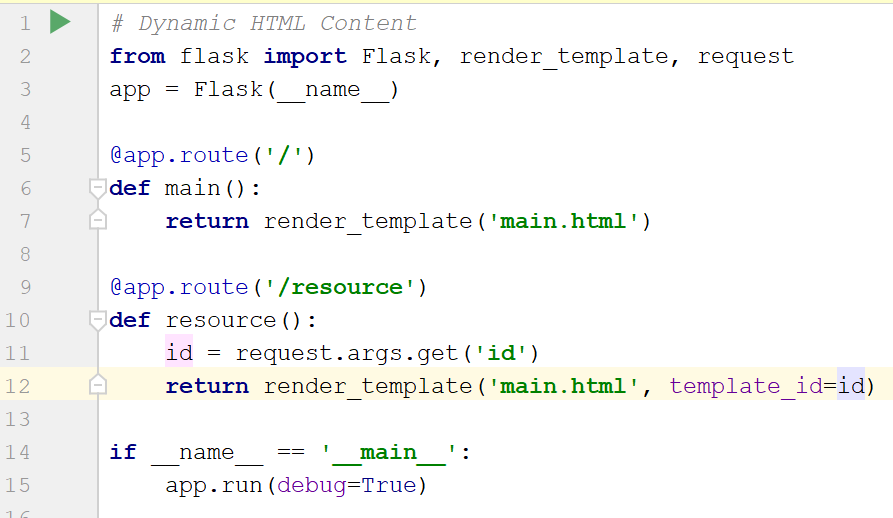 1 # Dynamic HTML Content
2 from flask import Flask, render_template, request
3 app = Flask(__name__)
4
5 @app.route('/')
6 def main():
7     return render_template('main.html')
8
9 @app.route('/resource')
10 def resource():
11     id = request.args.get('id')
12     return render_template('main.html', template_id=id)
13
14 if __name__ == '__main__':
15     app.run(debug=True)
16